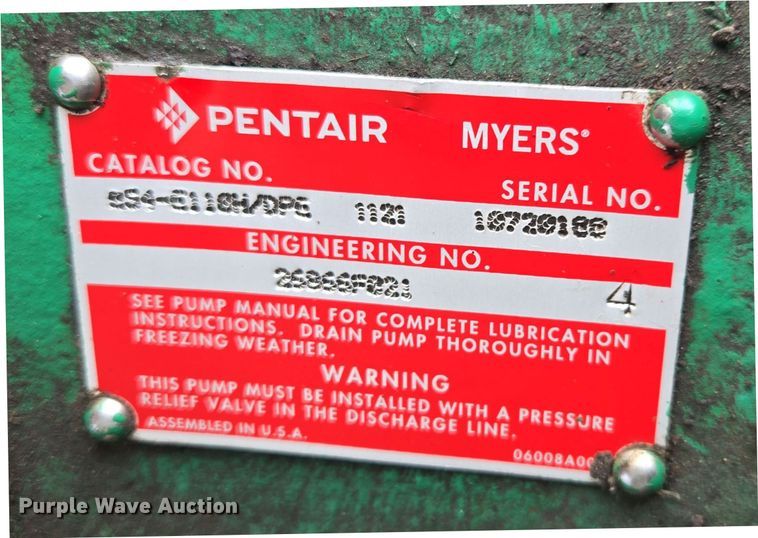 PENTAIR MYERS®
CATALOG NO.
SERIAL NO.
1121
ENGINEERING NO.
4
SEE PUMP MANUAL FOR COMPLETE LUBRICATION
INSTRUCTIONS. DRAIN PUMP THOROUGHLY IN
FREEZING WEATHER.
WARNING
THIS PUMP MUST BE INSTALLED WITH A PRESSURE
RELIEF VALVE IN THE DISCHARGE LINE.
ASSEMBLED IN U.S.A.
Purple Wave Auction